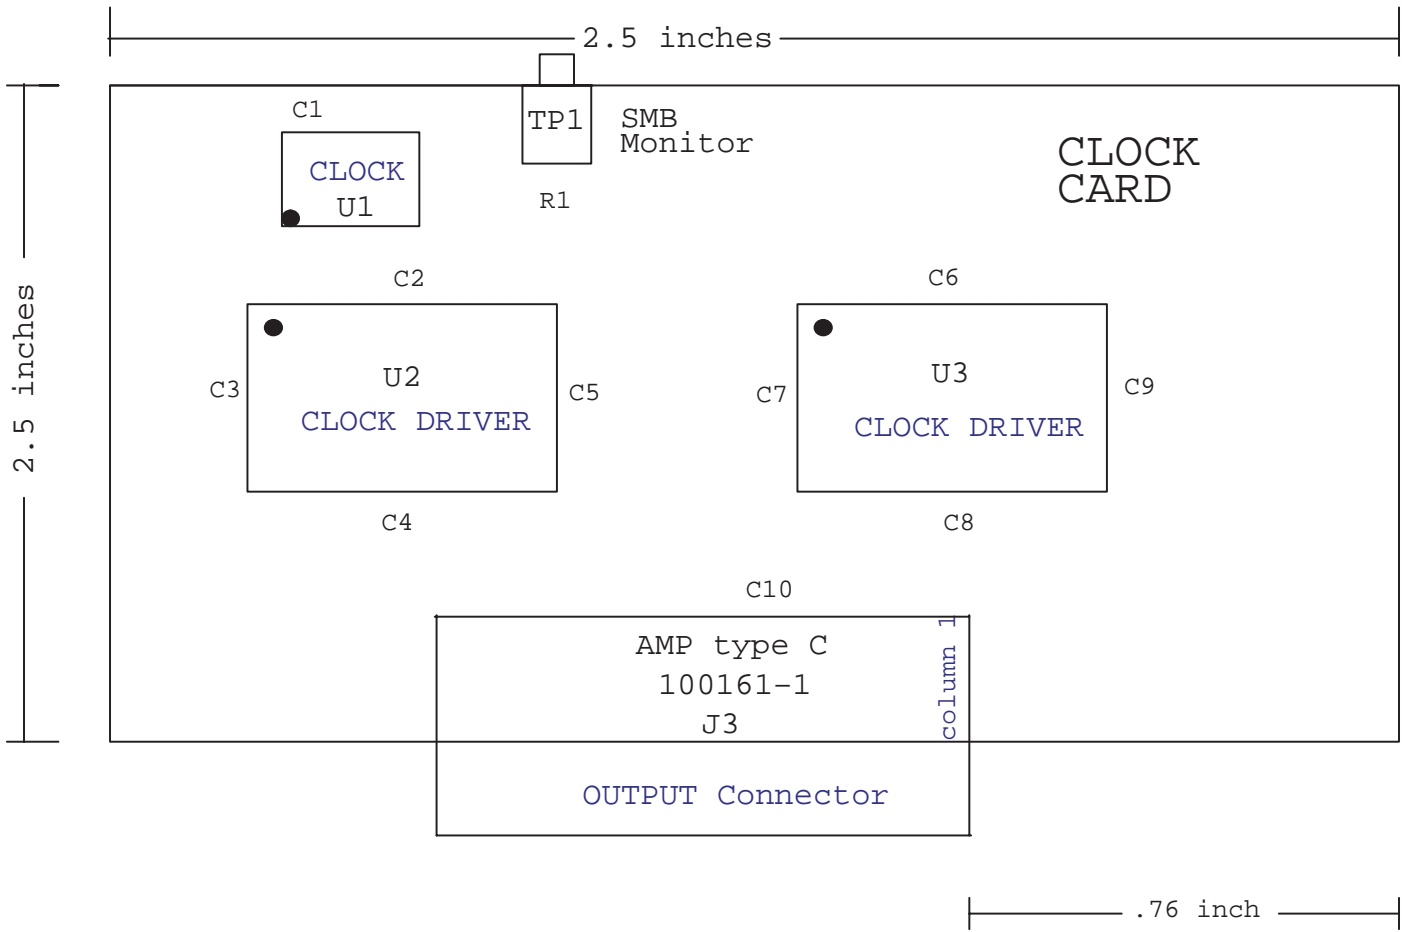 2.5 inches
C1
TP1
SMB
Monitor
CLOCK
CARD
CLOCK
U1
R1
2.5 inches
C2
C6
C3
U2
CLOCK DRIVER
C5
C7
U3
CLOCK DRIVER
C9
C4
C8
C10
AMP type C
100161-1
J3
column 1
OUTPUT Connector
.76 inch